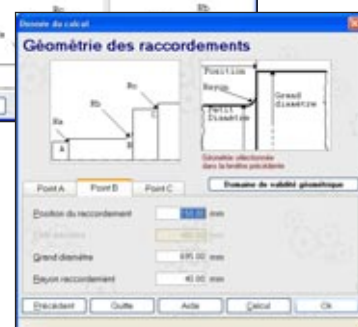 Rc
Rb
Donnée du calcul
Géométrie des raccordements
Ra
Rb
Rc
A
B
C
Position
Rayon
Petit
Diamètre
Grand
diamètre
Géométrie sélectionnée
dans la fenêtre précédente
Point A
Point B
Point C
Domaine de validité géométrique
Position du raccordement
mm
mm
Grand diamètre
695.00 mm
Rayon raccordement
40.00 mm
Précédent
Quitte
Aide
Calcul
Ok